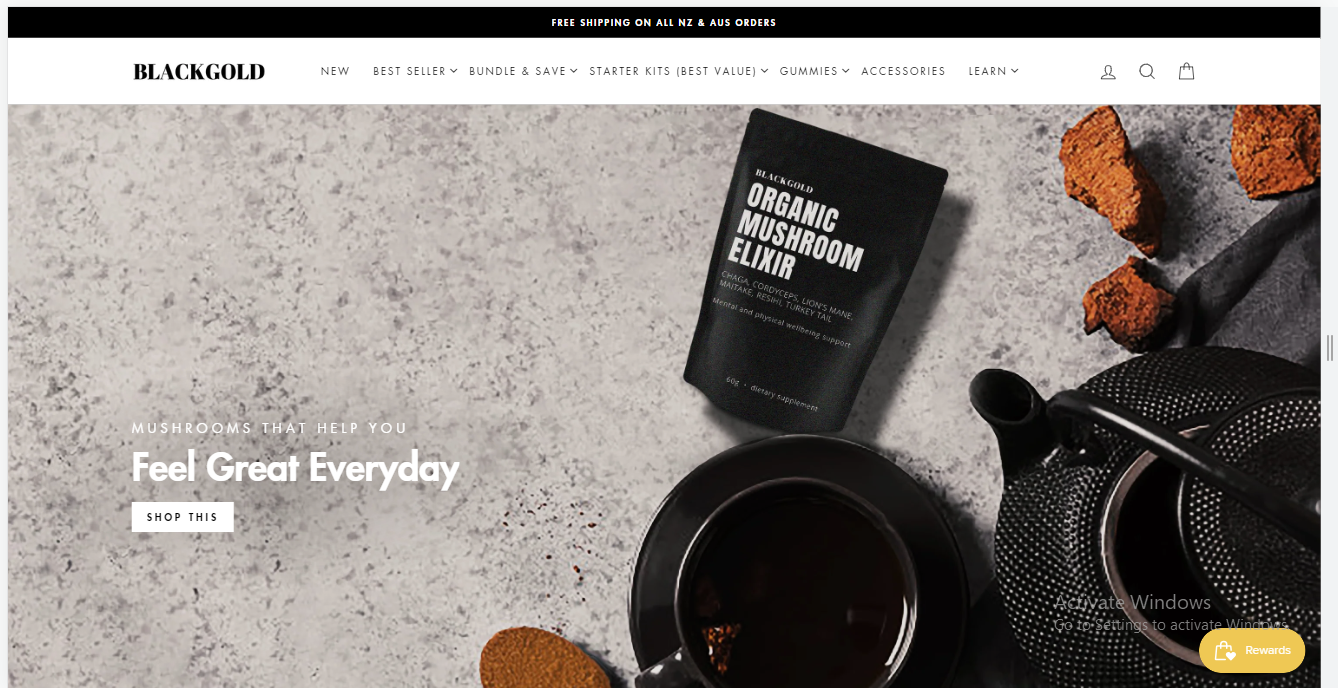 FREE SHIPPING ON ALL NZ & AUS ORDERS
BLACKGOLD
NEW BEST SELLER BUNDLE & SAVE STARTER KITS (BEST VALUE) GUMMIES ACCESSORIES LEARN
BLACKGOLD
ORGANIC
MUSHROOM
ELIXIR
CHAGA, CORDYCEPS, LION'S MANE,
MAITAKE, REISHI, TURKEY TAIL
Mental and physical wellbeing support
60g • dietary supplement
MUSHROOMS THAT HELP YOU
Feel Great Everyday
SHOP THIS
Activate Windows
Go to Settings to activate Windows.
Rewards